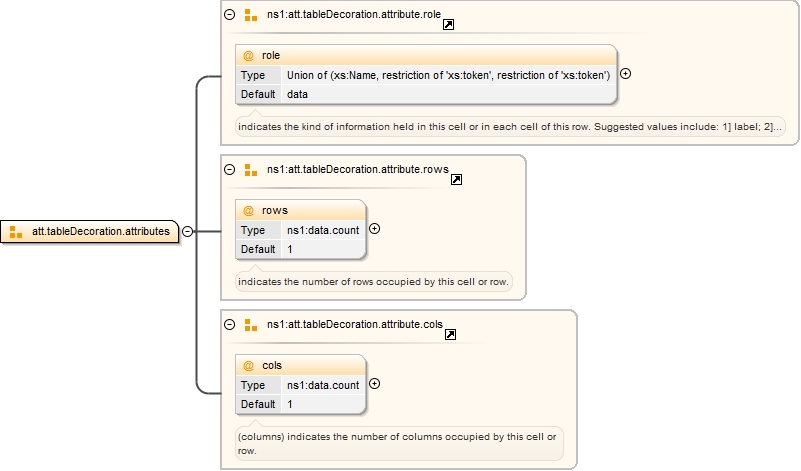 ns1:att.tableDecoration.attribute.role
@ role
Type Union of (xs:Name, restriction of 'xs:token', restriction of 'xs:token')
Default data
indicates the kind of information held in this cell or in each cell of this row. Suggested values include: 1] label; 2]...
ns1:att.tableDecoration.attribute.rows
@ rows
Type ns1:data.count
Default 1
indicates the number of rows occupied by this cell or row.
att.tableDecoration.attributes
ns1:att.tableDecoration.attribute.cols
@ cols
Type ns1:data.count
Default 1
(columns) indicates the number of columns occupied by this cell or
row.